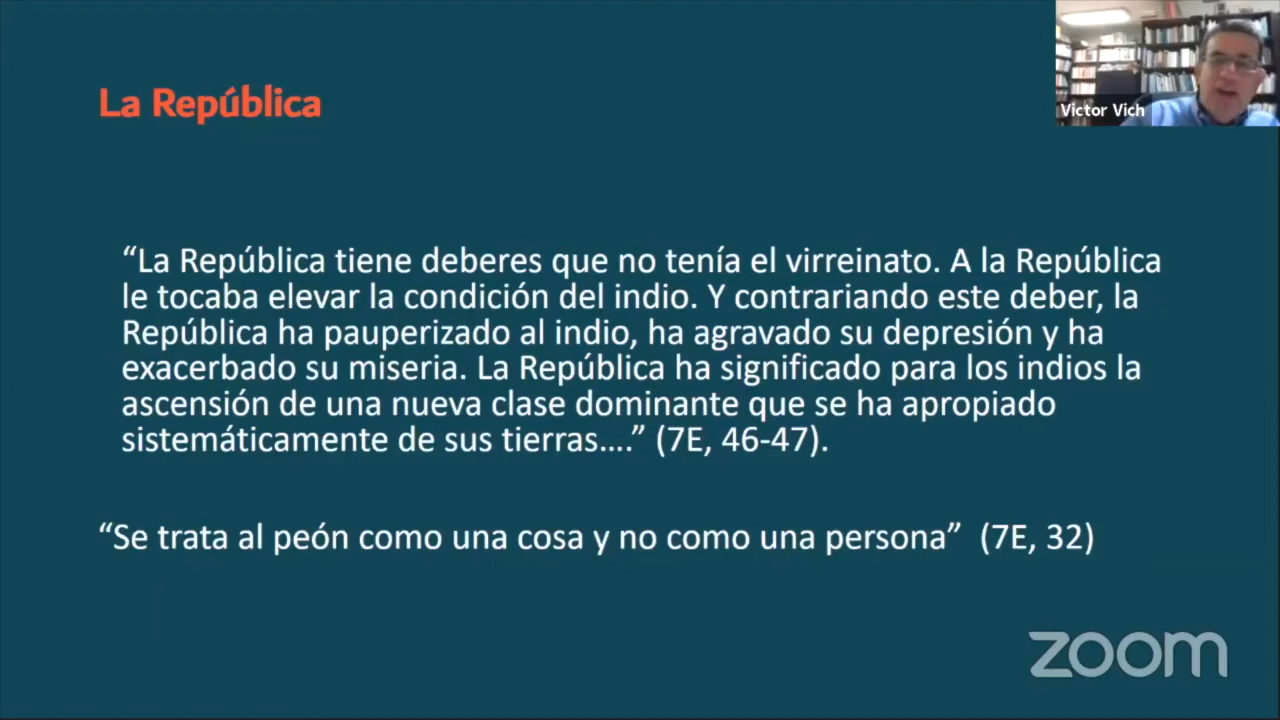 La República
Victor Vich
“La República tiene deberes que no tenía el virreinato. A la República
le tocaba elevar la condición del indio. Y contrariando este deber, la
República ha pauperizado al indio, ha agravado su depresión y ha
exacerbado su miseria. La República ha significado para los indios la
ascensión de una nueva clase dominante que se ha apropiado
sistemáticamente de sus tierras….” (7E, 46-47).
“Se trata al peón como una cosa y no como una persona” (7E, 32)
zoom